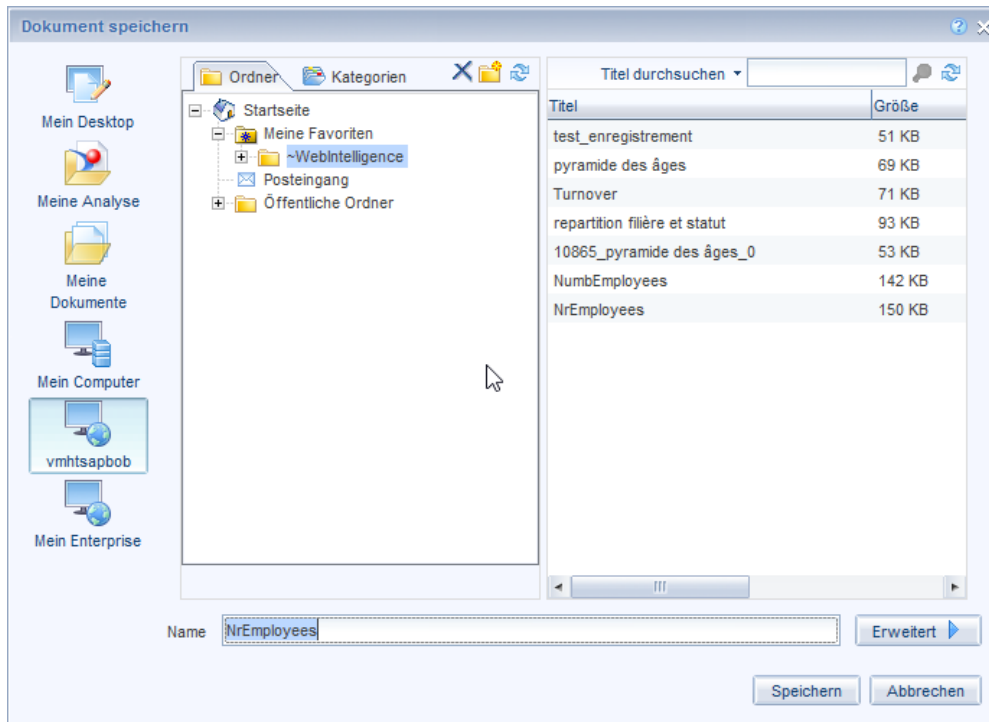 Dokument speichern
Mein Desktop
Meine Analyse
Meine
Dokumente
Mein Computer
vmhtsapbob
Mein Enterprise
Ordner Kategorien
Startseite
Meine Favoriten
~WebIntelligence
Posteingang
Öffentliche Ordner
Titel durchsuchen
Titel Größe
test_enregistrement 51 KB
pyramide des âges 69 KB
Turnover 71 KB
repartition filière et statut 93 KB
10865_pyramide des âges_0 53 KB
NumbEmployees 142 KB
NrEmployees 150 KB
Name NrEmployees Erweitert
Speichern Abbrechen